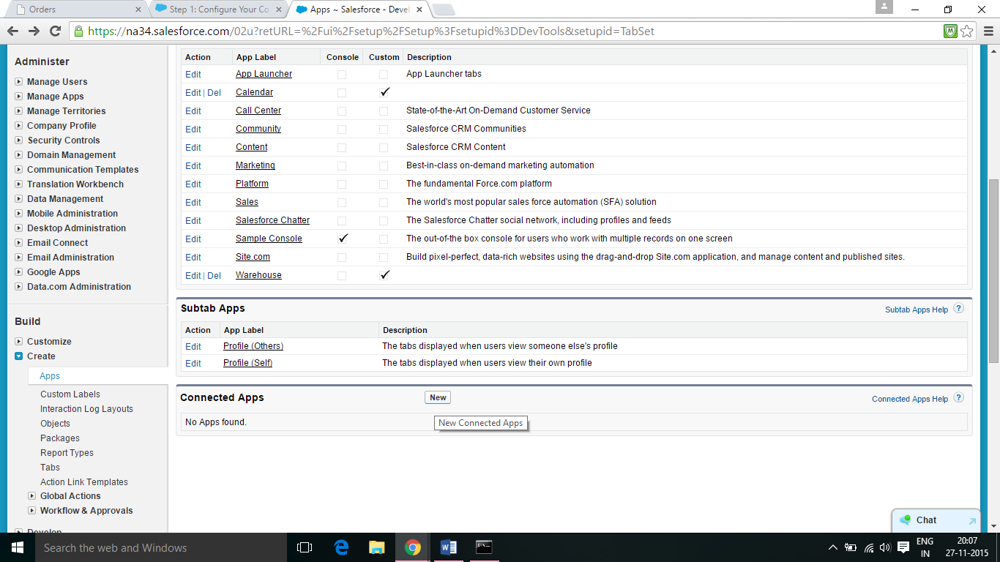 Orders
Step 1: Configure Your Co
Apps ~ Salesforce - Devel
https://na34.salesforce.com/02u?retURL=%2Fui%2Fsetup%2FSetup%3Fsetupid%3DDevTools&setupid=TabSet
Administer
Manage Users
Manage Apps
Manage Territories
Company Profile
Security Controls
Domain Management
Communication Templates
Translation Workbench
Data Management
Mobile Administration
Desktop Administration
Email Connect
Email Administration
Google Apps
Data.com Administration
Build
Customize
Create
Apps
Custom Labels
Interaction Log Layouts
Objects
Packages
Report Types
Tabs
Action Link Templates
Global Actions
Workflow & Approvals
Develop
Action App Label Console Custom Description
Edit App Launcher App Launcher tabs
Edit | Del Calendar
Edit Call Center State-of-the-Art On-Demand Customer Service
Edit Community Salesforce CRM Communities
Edit Content Salesforce CRM Content
Edit Marketing Best-in-class on-demand marketing automation
Edit Platform The fundamental Force.com platform
Edit Sales The world's most popular sales force automation (SFA) solution
Edit Salesforce Chatter The Salesforce Chatter social network, including profiles and feeds
Edit Sample Console The out-of-the box console for users who work with multiple records on one screen
Edit Site.com Build pixel-perfect, data-rich websites using the drag-and-drop Site.com application, and manage content and published sites.
Edit | Del Warehouse
Subtab Apps Subtab Apps Help ?
Action App Label Description
Edit Profile (Others) The tabs displayed when users view someone else's profile
Edit Profile (Self) The tabs displayed when users view their own profile
Connected Apps New Connected Apps Help ?
No Apps found.
New Connected Apps
Chat
Search the web and Windows
ENG
IN
20:07
27-11-2015